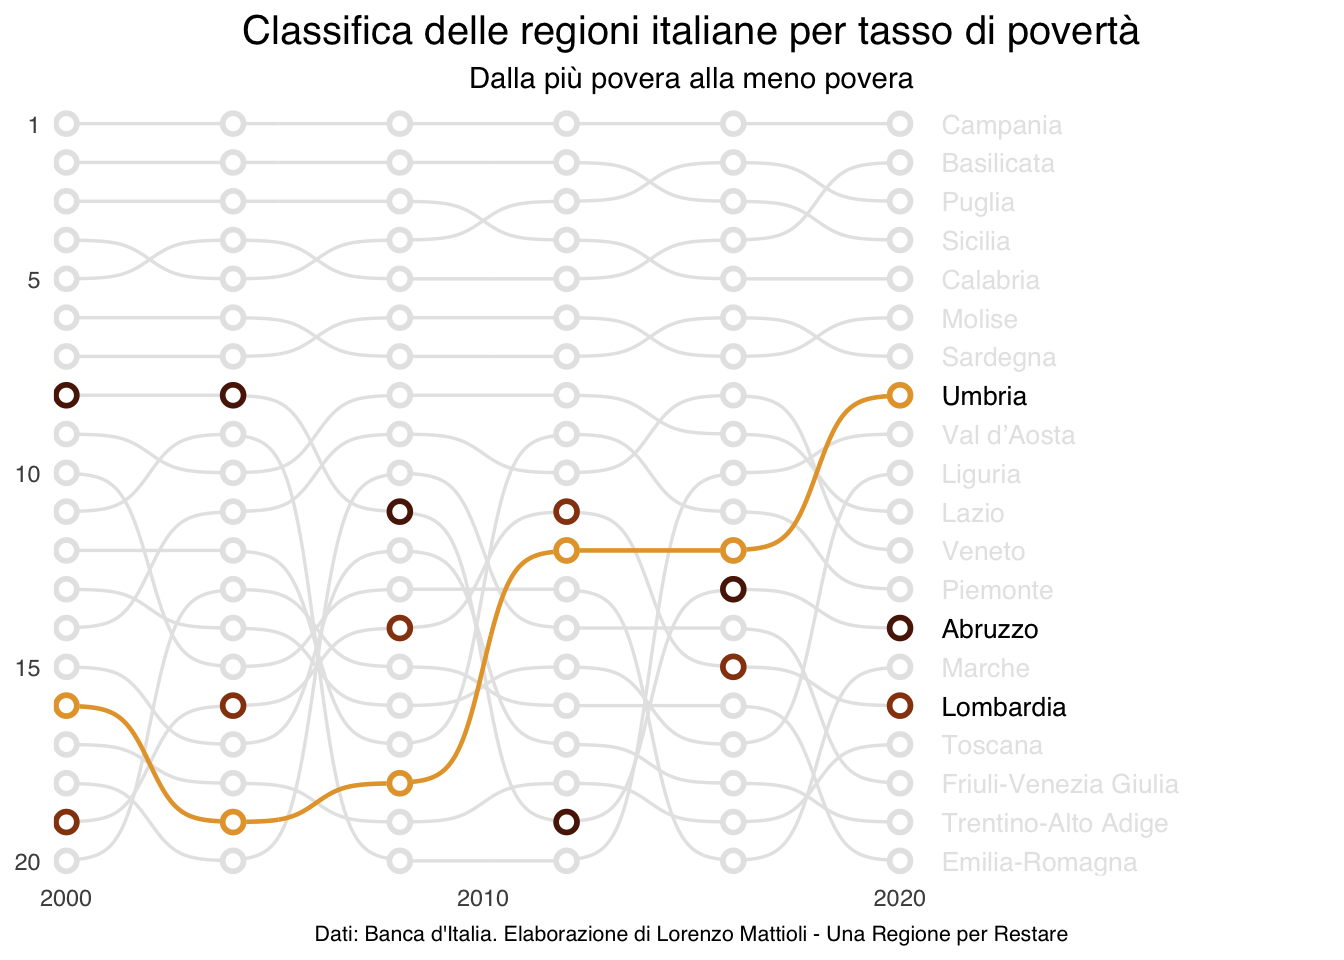 Classifica delle regioni italiane per tasso di povertà
Dalla più povera alla meno povera
1
5
10
15
20
Campania
Basilicata
Puglia
Sicilia
Calabria
Molise
Sardegna
Umbria
Val d’Aosta
Liguria
Lazio
Veneto
Piemonte
Abruzzo
Marche
Lombardia
Toscana
Friuli-Venezia Giulia
Trentino-Alto Adige
Emilia-Romagna
2000 2010 2020
Dati: Banca d'Italia. Elaborazione di Lorenzo Mattioli - Una Regione per Restare